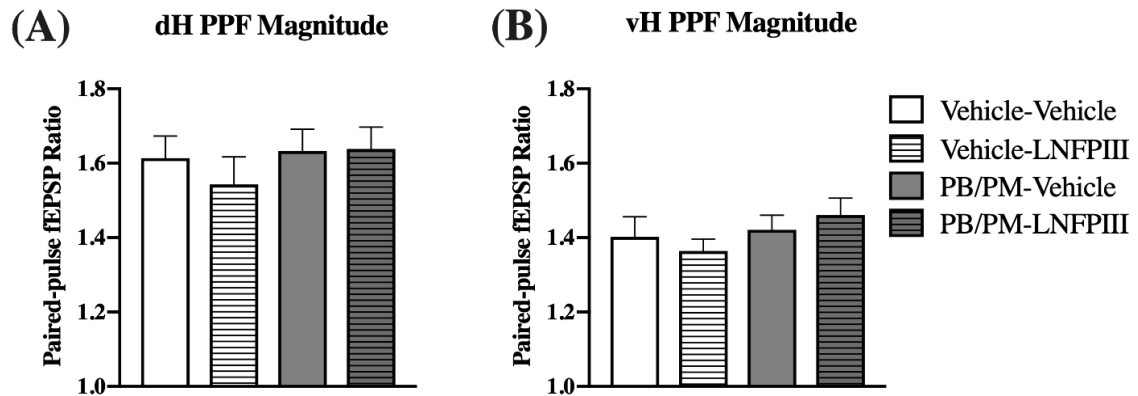 (A) dH PPF Magnitude
Paired-pulse fEPSP Ratio
1.8
1.6
1.4
1.2
1.0
(B) vH PPF Magnitude
Paired-pulse fEPSP Ratio
1.8
1.6
1.4
1.2
1.0
Vehicle-Vehicle
Vehicle-LNFPIII
PB/PM-Vehicle
PB/PM-LNFPIII